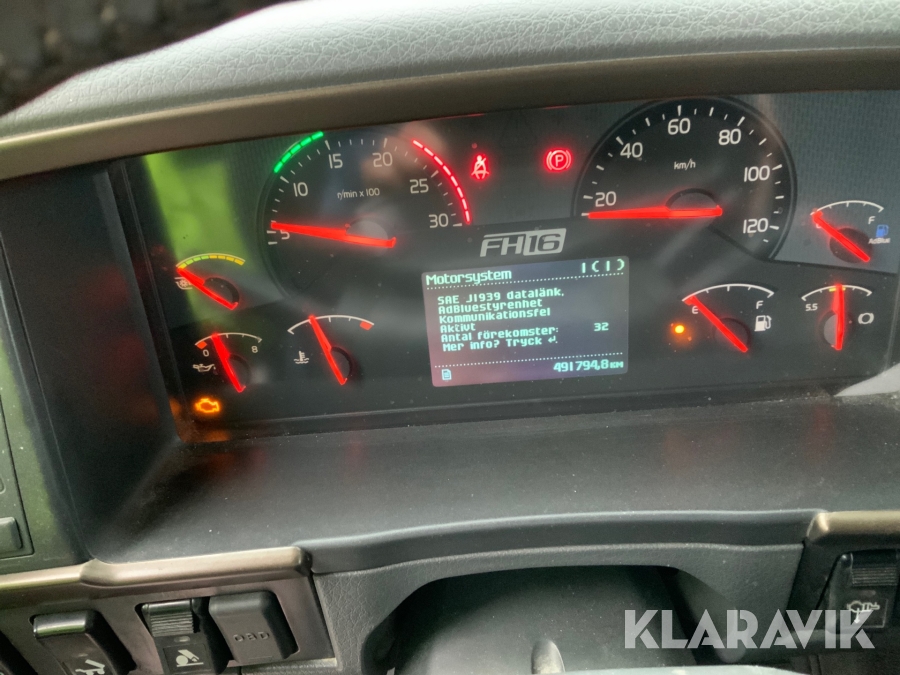 5
10
15
20
25
30
r/min x 100
20
40
60
80
100
120
120
km/h
P
FH16
F
AdBlue
0
8
E
F
5.5
Motorsystem
SAE J1939 datalänk.
AdBluestyrenhet
Kommunikationsfel
Aktivt
Antal förekomster: 32
Mer info? Tryck ↵.
491794,8 KM
OBD
KLARAVIK